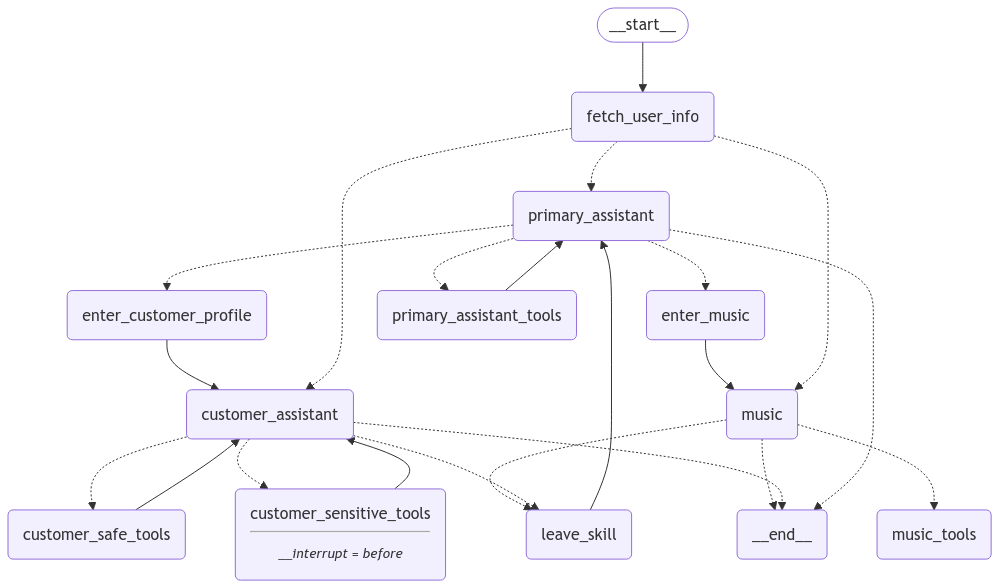 __start__
fetch_user_info
primary_assistant
enter_customer_profile
primary_assistant_tools
enter_music
customer_assistant
music
customer_safe_tools
customer_sensitive_tools
__interrupt = before
leave_skill
__end__
music_tools